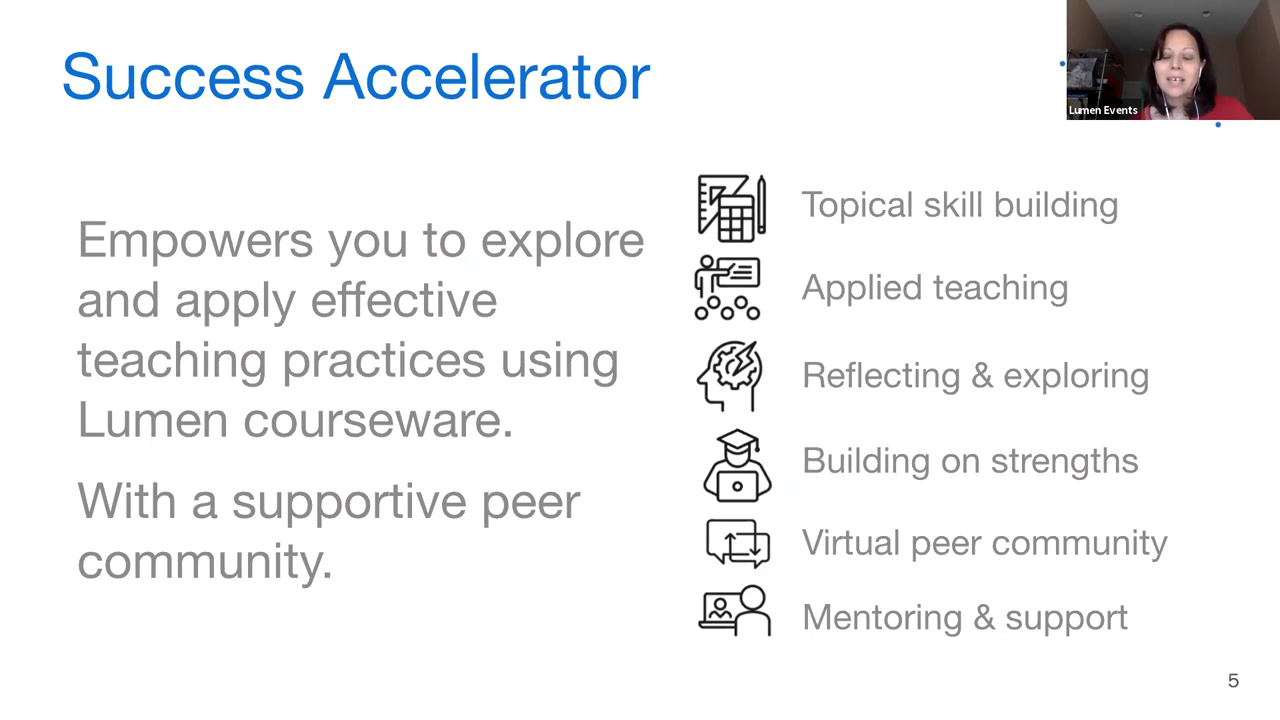 Success Accelerator
Lumen Events
Empowers you to explore
and apply effective
teaching practices using
Lumen courseware.
With a supportive peer
community.
Topical skill building
Applied teaching
Reflecting & exploring
Building on strengths
Virtual peer community
Mentoring & support
5